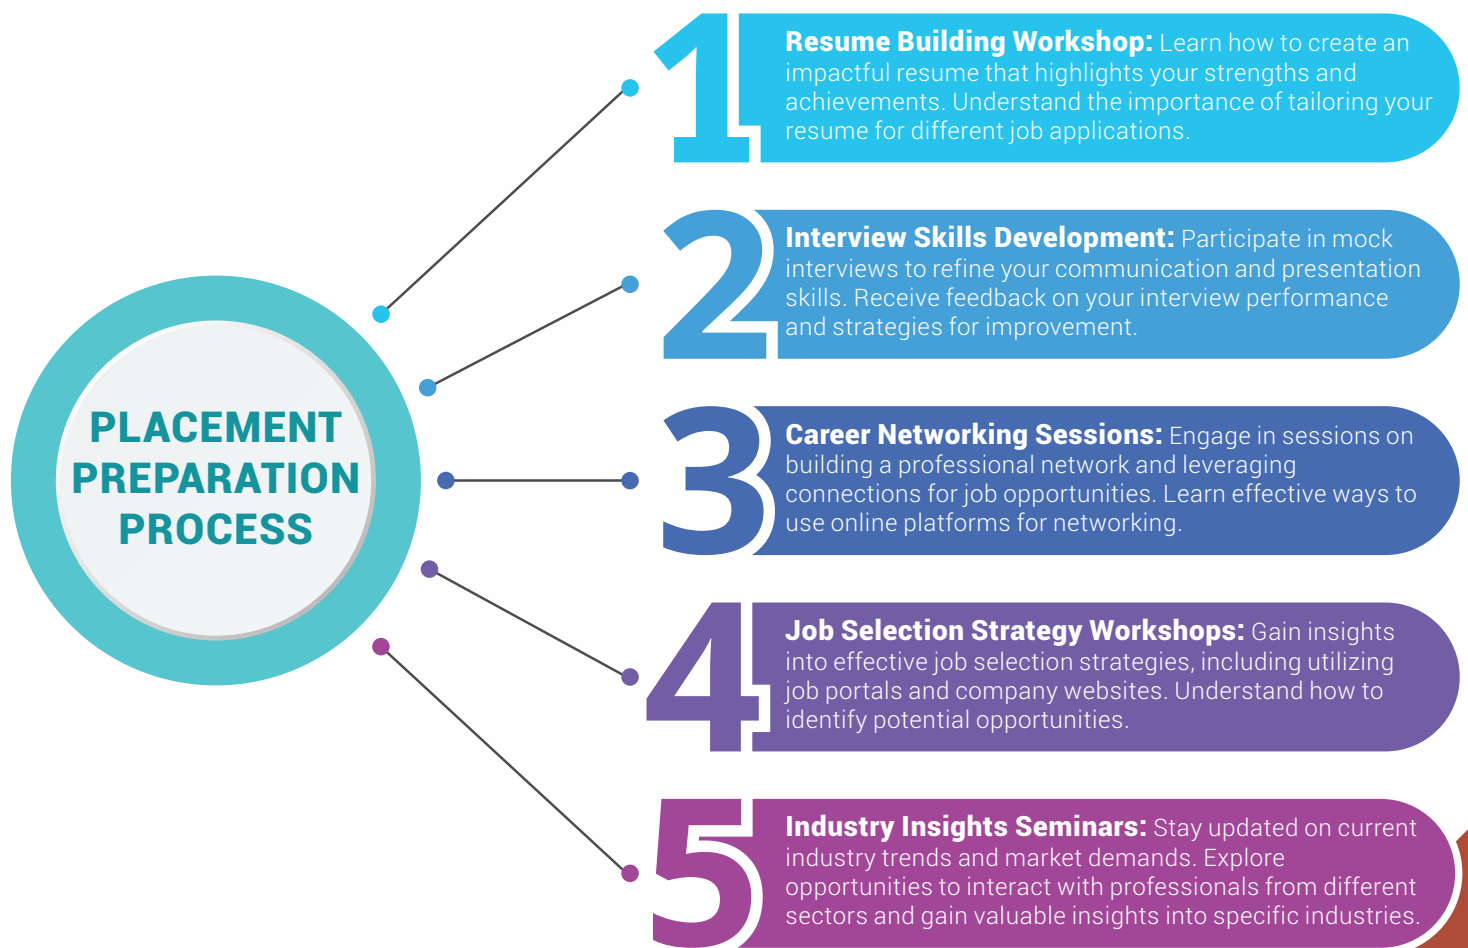 PLACEMENT
PREPARATION
PROCESS
1
Resume Building Workshop: Learn how to create an
impactful resume that highlights your strengths and
achievements. Understand the importance of tailoring your
resume for different job applications.
2
Interview Skills Development: Participate in mock
interviews to refine your communication and presentation
skills. Receive feedback on your interview performance
and strategies for improvement.
3
Career Networking Sessions: Engage in sessions on
building a professional network and leveraging
connections for job opportunities. Learn effective ways to
use online platforms for networking.
4
Job Selection Strategy Workshops: Gain insights
into effective job selection strategies, including utilizing
job portals and company websites. Understand how to
identify potential opportunities.
5
Industry Insights Seminars: Stay updated on current
industry trends and market demands. Explore
opportunities to interact with professionals from different
sectors and gain valuable insights into specific industries.